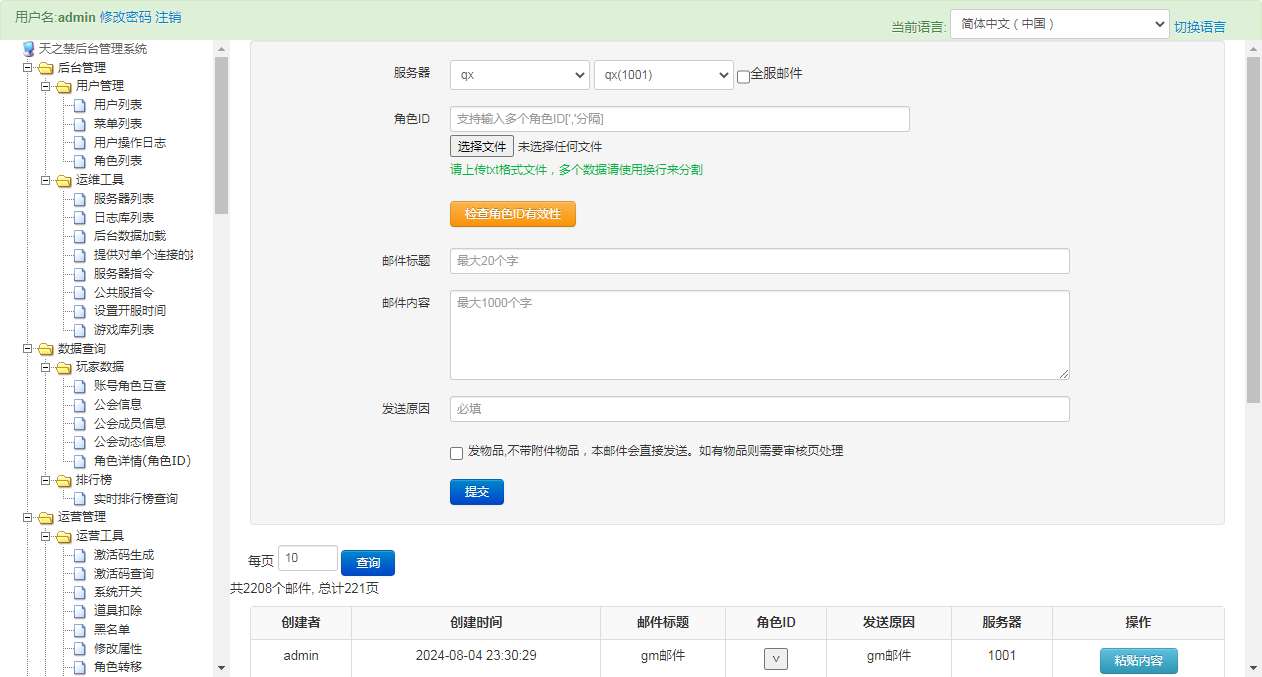 用户名:admin 修改密码 注销
当前语言: 简体中文（中国） 切换语言
天之禁后台管理系统
后台管理
用户管理
用户列表
菜单列表
用户操作日志
角色列表
运维工具
服务器列表
日志库列表
后台数据加载
提供对单个连接的
服务器指令
公共服指令
设置开服时间
游戏库列表
数据查询
玩家数据
账号角色互查
公会信息
公会成员信息
公会动态信息
角色详情(角色ID)
排行榜
实时排行榜查询
运营管理
运营工具
激活码生成
激活码查询
系统开关
道具扣除
黑名单
修改属性
角色转移
服务器 qx qx(1001) 全服邮件
角色ID 支持输入多个角色ID[','分隔]
选择文件 未选择任何文件
请上传txt格式文件，多个数据请使用换行来分割
检查角色ID有效性
邮件标题 最大20个字
邮件内容 最大1000个字
发送原因 必填
发物品,不带附件物品，本邮件会直接发送。如有物品则需要审核页处理
提交
每页 10 查询
共2208个邮件, 总计221页
创建者 创建时间 邮件标题 角色ID 发送原因 服务器 操作
admin 2024-08-04 23:30:29 gm邮件 v gm邮件 1001 粘贴内容